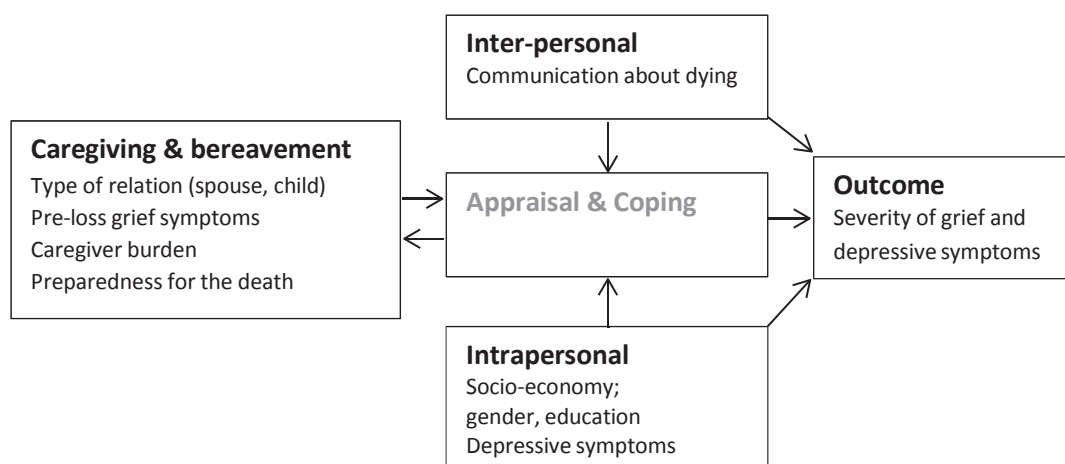 Inter-personal
Communication about dying
Caregiving & bereavement
Type of relation (spouse, child)
Pre-loss grief symptoms
Caregiver burden
Preparedness for the death
Appraisal & Coping
Outcome
Severity of grief and
depressive symptoms
Intrapersonal
Socio-economy;
gender, education
Depressive symptoms